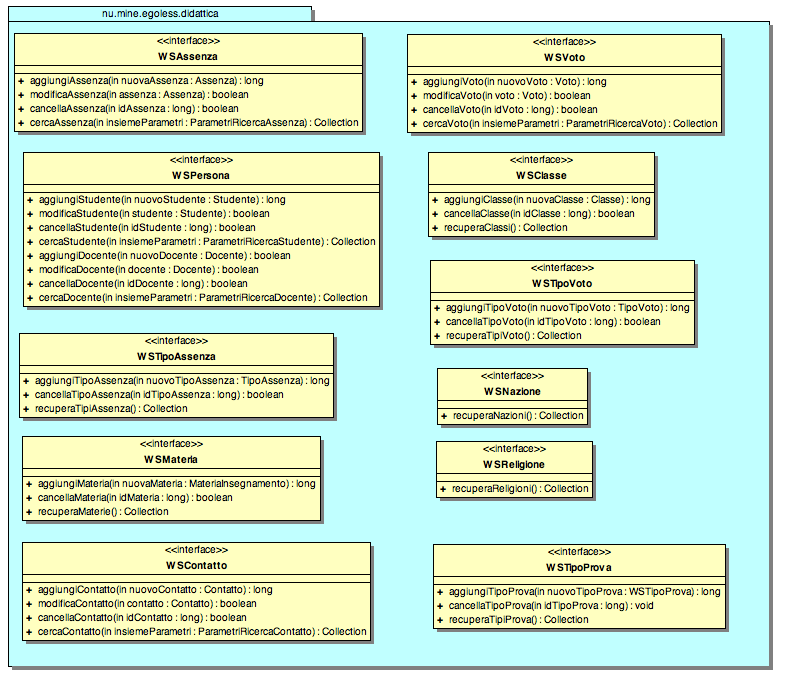 nu.mine.egoless.didattica
<<interface>>
WSAssenza
+ aggiungiAssenza(in nuovaAssenza : Assenza) : long
+ modificaAssenza(in assenza : Assenza) : boolean
+ cancellaAssenza(in idAssenza : long) : boolean
+ cercaAssenza(in insiemeParametri : ParametriRicercaAssenza) : Collection
<<interface>>
WSVoto
+ aggiungiVoto(in nuovoVoto : Voto) : long
+ modificaVoto(in voto : Voto) : boolean
+ cancellaVoto(in idVoto : long) : boolean
+ cercaVoto(in insiemeParametri : ParametriRicercaVoto) : Collection
<<interface>>
WSPersona
+ aggiungiStudente(in nuovoStudente : Studente) : long
+ modificaStudente(in studente : Studente) : boolean
+ cancellaStudente(in idStudente : long) : boolean
+ cercaStudente(in insiemeParametri : ParametriRicercaStudente) : Collection
+ aggiungiDocente(in nuovoDocente : Docente) : boolean
+ modificaDocente(in docente : Docente) : boolean
+ cancellaDocente(in idDocente : long) : boolean
+ cercaDocente(in insiemeParametri : ParametriRicercaDocente) : Collection
<<interface>>
WSClasse
+ aggiungiClasse(in nuovaClasse : Classe) : long
+ cancellaClasse(in idClasse : long) : boolean
+ recuperaClassi() : Collection
<<interface>>
WSTipoVoto
+ aggiungiTipoVoto(in nuovoTipoVoto : TipoVoto) : long
+ cancellaTipoVoto(in idTipoVoto : long) : boolean
+ recuperaTipiVoto() : Collection
<<interface>>
WSTipoAssenza
+ aggiungiTipoAssenza(in nuovoTipoAssenza : TipoAssenza) : long
+ cancellaTipoAssenza(in idTipoAssenza : long) : boolean
+ recuperaTipiAssenza() : Collection
<<interface>>
WSNazione
+ recuperaNazioni() : Collection
<<interface>>
WSMateria
+ aggiungiMateria(in nuovaMateria : MateriaInsegnamento) : long
+ cancellaMateria(in idMateria : long) : boolean
+ recuperaMaterie() : Collection
<<interface>>
WSReligione
+ recuperaReligioni() : Collection
<<interface>>
WSContatto
+ aggiungiContatto(in nuovoContatto : Contatto) : long
+ modificaContatto(in contatto : Contatto) : boolean
+ cancellaContatto(in idContatto : long) : boolean
+ cercaContatto(in insiemeParametri : ParametriRicercaContatto) : Collection
<<interface>>
WSTipoProva
+ aggiungiTipoProva(in nuovoTipoProva : WSTipoProva) : long
+ cancellaTipoProva(in idTipoProva : long) : void
+ recuperaTipiProva() : Collection